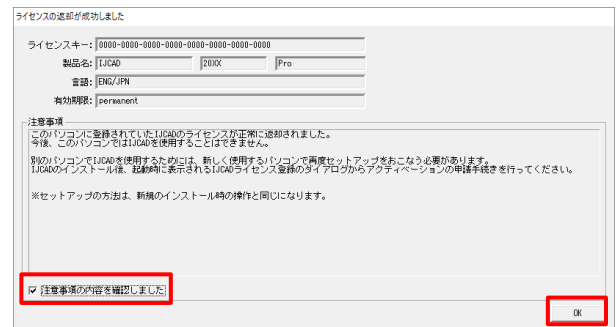 ライセンスの返却が成功しました
ライセンスキー: 0000-0000-0000-0000-0000-0000-0000-0000
製品名: IJCAD 20XX Pro
言語: ENG/JPN
有効期限: permanent
注意事項
このパソコンに登録されていたIJCADのライセンスが正常に返却されました。
今後、このパソコンではIJCADを使用することはできません。
別のパソコンでIJCADを使用するためには、新しく使用するパソコンで再度セットアップをおこなう必要があります。
IJCADのインストール後、起動時に表示されるIJCADライセンス登録のダイアログからアクティベーションの申請手続きを行ってください。
※セットアップの方法は、新規のインストール時の操作と同じになります。
注意事項の内容を確認しました
OK